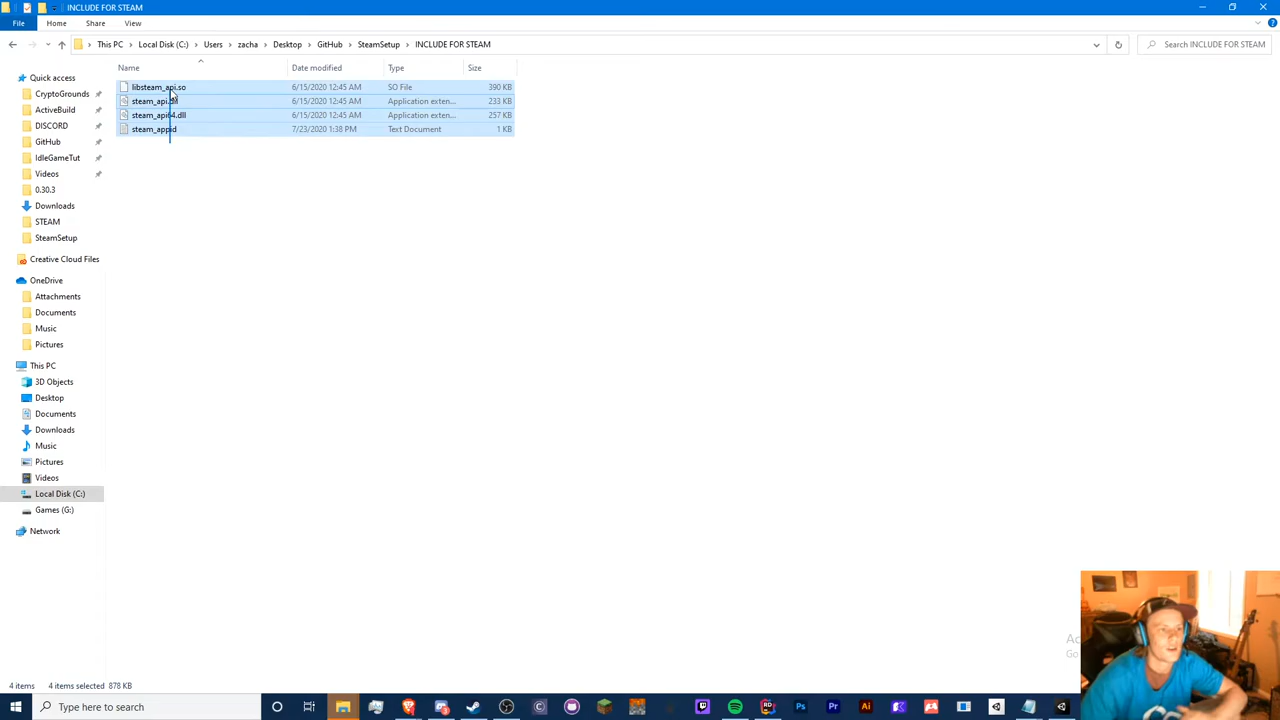 INCLUDE FOR STEAM
File Home Share View
This PC Local Disk (C:) Users zacha Desktop GitHub SteamSetup INCLUDE FOR STEAM
Search INCLUDE FOR STEAM
Name Date modified Type Size
libsteam_api.so 6/15/2020 12:45 AM SO File 390 KB
steam_api.dll 6/15/2020 12:45 AM Application exten... 233 KB
steam_api64.dll 6/15/2020 12:45 AM Application exten... 257 KB
steam_appid 7/23/2020 1:38 PM Text Document 1 KB
Quick access
CryptoGrounds
ActiveBuild
DISCORD
GitHub
IdleGameTut
Videos
0.30.3
Downloads
STEAM
SteamSetup
Creative Cloud Files
OneDrive
Attachments
Documents
Music
Pictures
This PC
3D Objects
Desktop
Documents
Downloads
Music
Pictures
Videos
Local Disk (C:)
Games (G:)
Network
4 items 4 items selected 878 KB
Type here to search
Ps Pr Ai